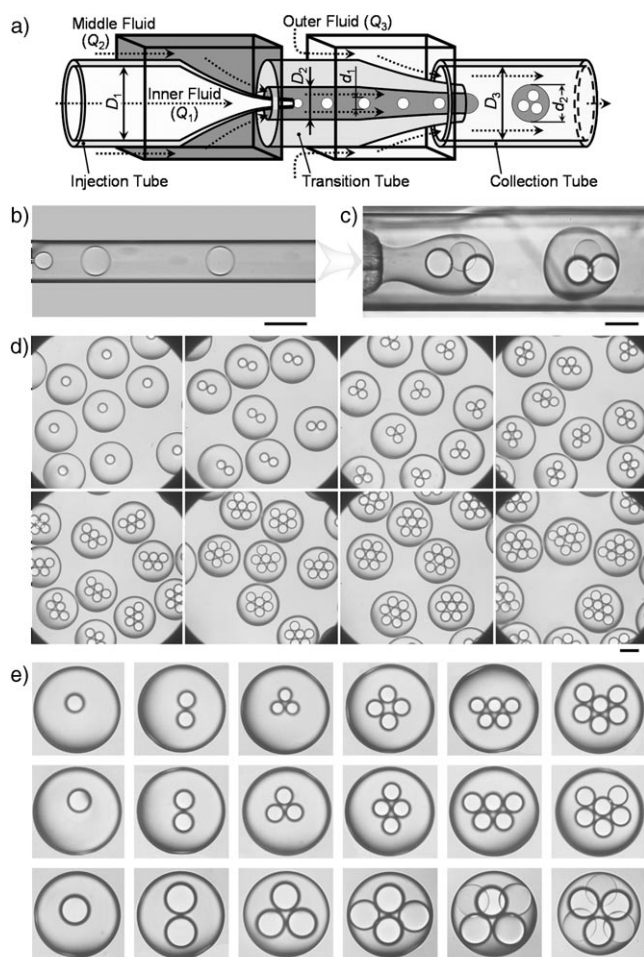 a)
Middle Fluid
(Q₂)
Outer Fluid (Q₃)
D₁
Inner Fluid
(Q₁)
D₂
d₁
D₃
d₂
Injection Tube
Transition Tube
Collection Tube
b)
c)
d)
e)